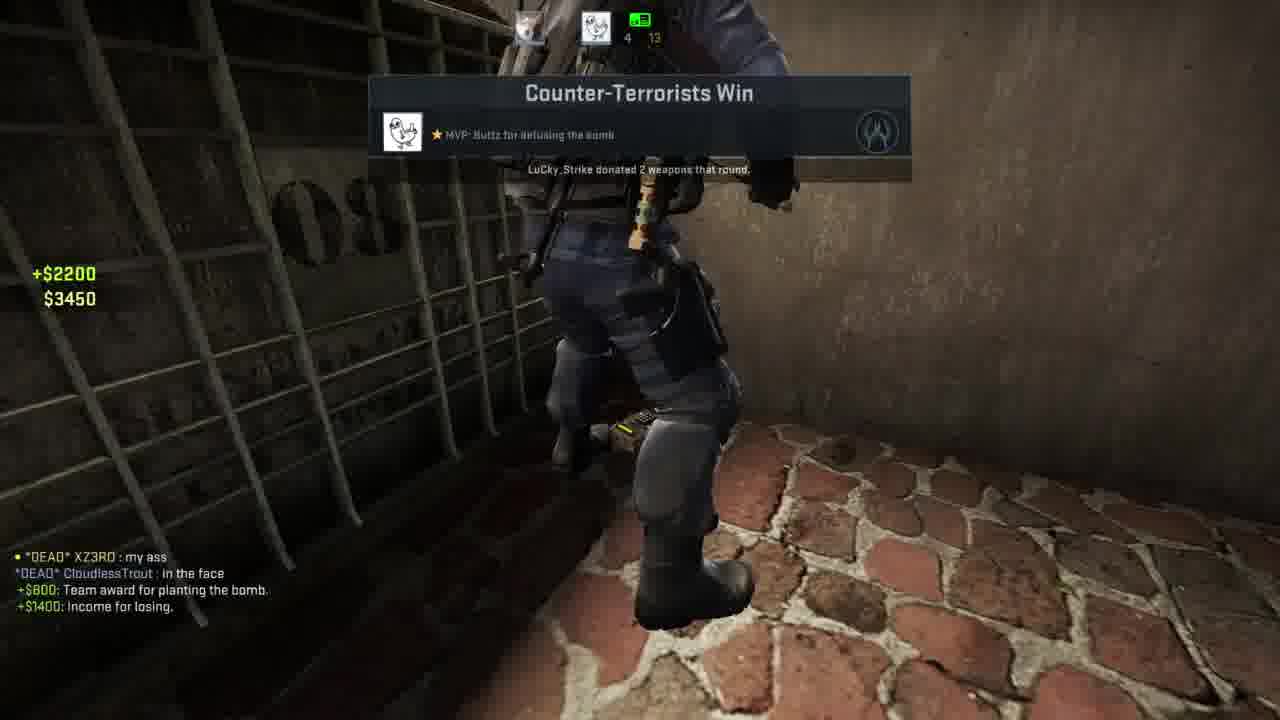 4 13
Counter-Terrorists Win
MVP: Buttz for defusing the bomb
LuCky_Strike donated 2 weapons that round.
08
+$2200
$3450
*DEAD* XZ3RO : my ass
*DEAD* CloudlessTrout : in the face
+$800: Team award for planting the bomb.
+$1400: Income for losing.